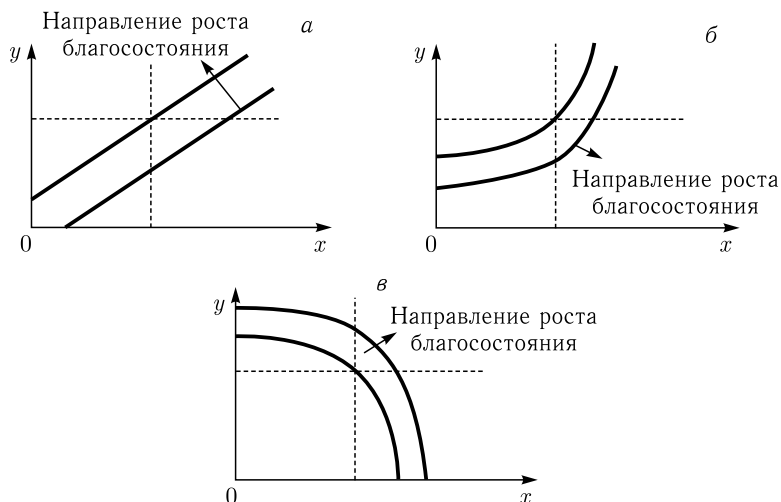 Направление роста
благосостояния
а
y
0
x
б
y
Направление роста
благосостояния
0
x
в
y
Направление роста
благосостояния
0
x